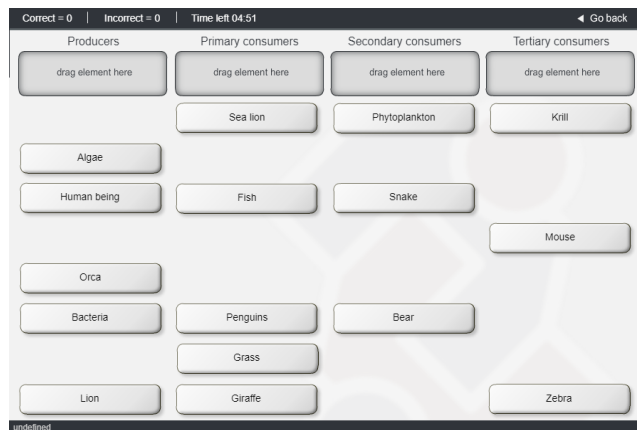 Correct = 0 | Incorrect = 0 | Time left 04:51 ◄ Go back
Producers Primary consumers Secondary consumers Tertiary consumers
drag element here drag element here drag element here drag element here
Sea lion Phytoplankton Krill
Algae
Human being Fish Snake
Mouse
Orca
Bacteria Penguins Bear
Grass
Lion Giraffe Zebra
undefined